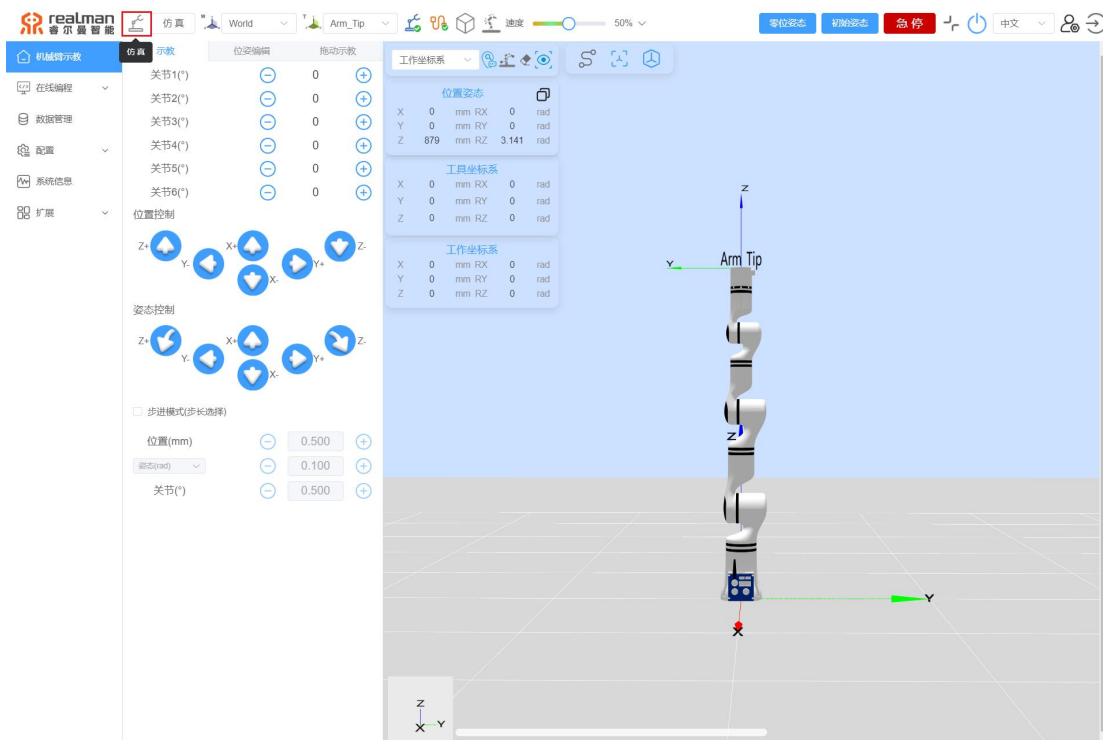 realman
睿尔曼智能
仿真
World
Arm_Tip
速度
50%
零位姿态
初始姿态
急停
中文
仿真
机械臂示教
在线编程
数据管理
配置
系统信息
扩展
示教
位姿编辑
拖动示教
关节1(°)
0
关节2(°)
0
关节3(°)
0
关节4(°)
0
关节5(°)
0
关节6(°)
0
位置控制
Z+
Y-
X+
X-
Y+
Z-
姿态控制
Z+
Y-
X+
X-
Y+
Z-
步进模式(步长选择)
位置(mm)
0.500
姿态(rad)
0.100
关节(°)
0.500
工作坐标系
位置姿态
X 0 mm RX 0 rad
Y 0 mm RY 0 rad
Z 879 mm RZ 3.141 rad
工具坐标系
X 0 mm RX 0 rad
Y 0 mm RY 0 rad
Z 0 mm RZ 0 rad
工作坐标系
X 0 mm RX 0 rad
Y 0 mm RY 0 rad
Z 0 mm RZ 0 rad
Z
Y
Arm Tip
Z
Y
X
Z
X
Y